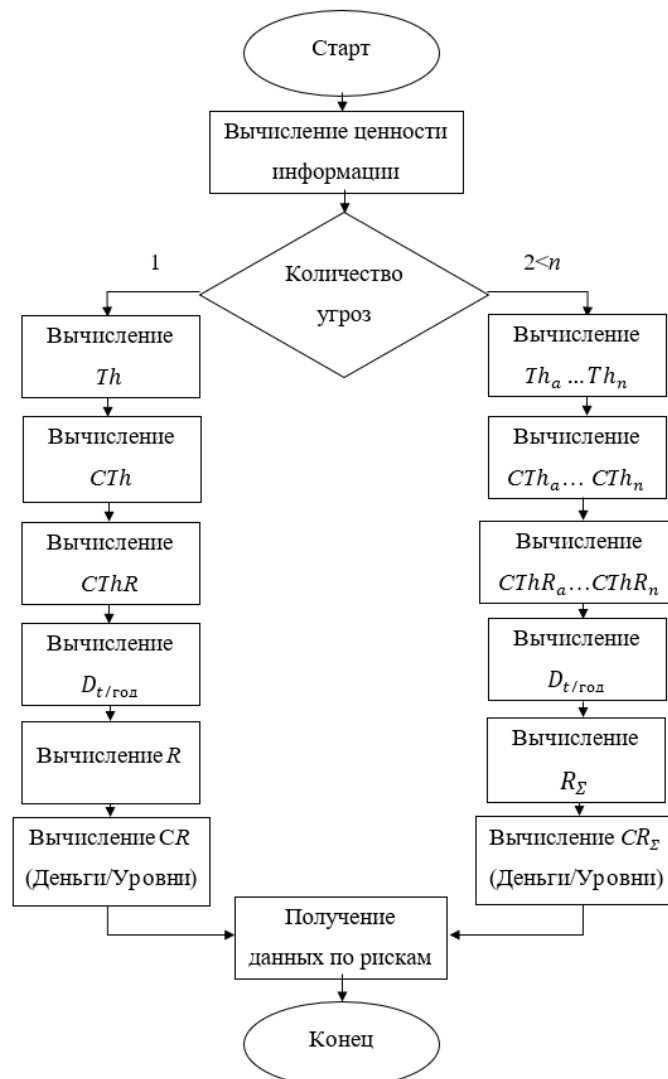 Старт
Вычисление ценности
информации
Количество
угроз
1
2<n
Вычисление
Th
Вычисление
CTh
Вычисление
CThR
Вычисление
D_{t/год}
Вычисление R
Вычисление CR
(Деньги/Уровни)
Вычисление
Th_a ... Th_n
Вычисление
CTh_a ... CTh_n
Вычисление
CThR_a...CThR_n
Вычисление
D_{t/год}
Вычисление
R_Σ
Вычисление CR_Σ
(Деньги/Уровни)
Получение
данных по рискам
Конец